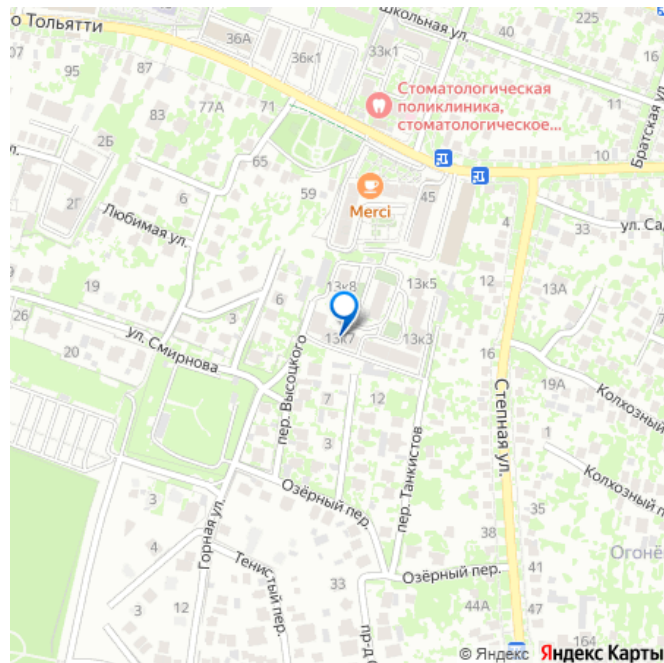 о Тольятти
Школьная ул.
225
36А
33к1
40
36к1
107
87
95
77А
71
Стоматологическая
поликлиника,
стоматологическое...
83
11
Братская ул.
2Б
10
65
59
6
2Г
Merci
45
4
Любимая ул.
33
ул. Сад
19
13к8
13к5
12
13А
6
26
3
13к7
13к3
ул. Смирнова
20
16
пер. Высоцкого
19А
Колхозный
7
12
Степная ул.
пер. Танкистов
3
Колхозный п
3
Озёрный пер.
35
Горная ул.
4
38
Огонё
Тенистый пер.
33
Озёрный пер.
41
3
12
44А
47
пр-д С
164
© Яндекс Яндекс Карты